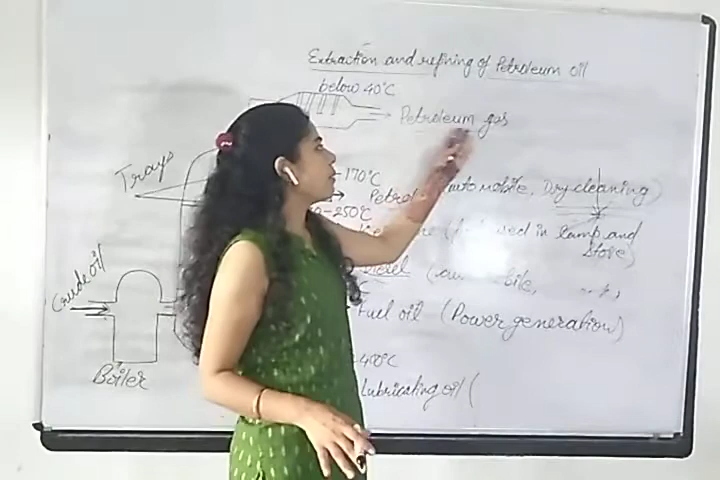 Extraction and refining of Petroleum oil
below 40°C
Petroleum gas
Trays
-170°C
automobile, Dry cleaning)
-250°C
used in lamp and
Stove)
Crude oil
Diesel (
Fuel oil (Power generation)
Boiler
-400°C
Lubricating oil (